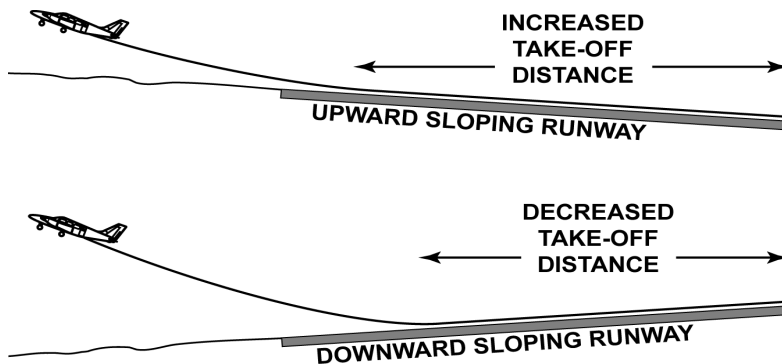 INCREASED
TAKE-OFF
DISTANCE
UPWARD SLOPING RUNWAY
DECREASED
TAKE-OFF
DISTANCE
DOWNWARD SLOPING RUNWAY